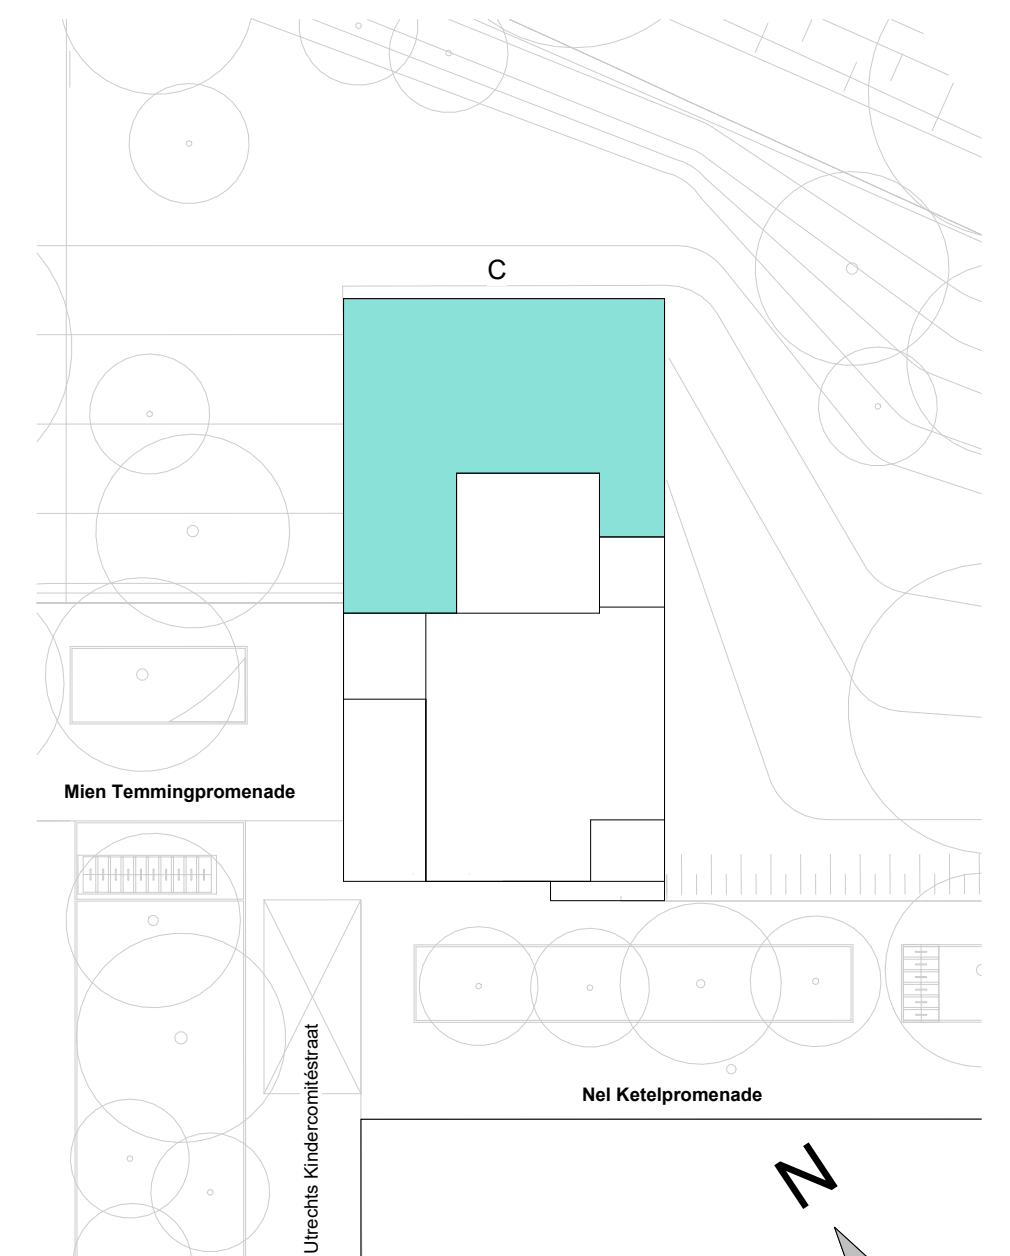 C
Mien Temmingpromenade
Utrechts Kindercomitéstraat
Nel Ketelpromenade
N